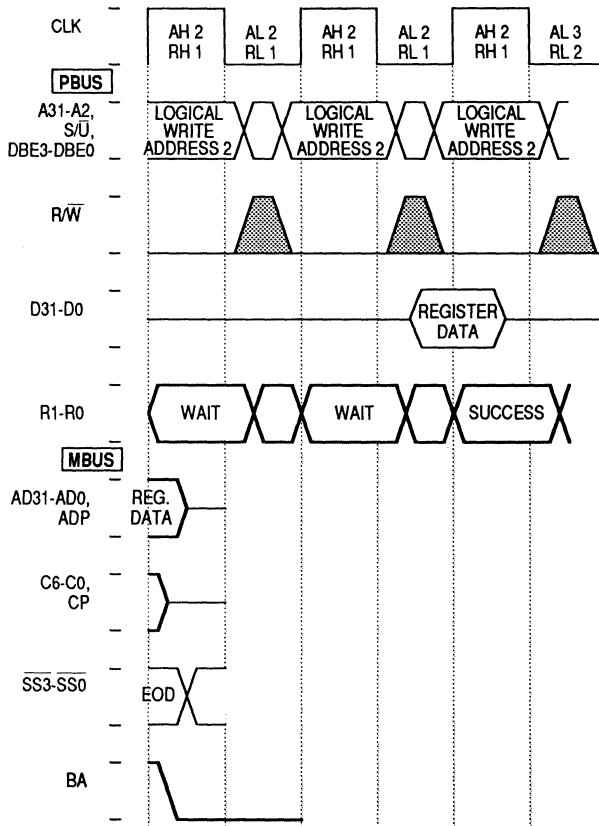 CLK
AH 2
RH 1
AL 2
RL 1
AH 2
RH 1
AL 2
RL 1
AH 2
RH 1
AL 3
RL 2
PBUS
A31-A2,
S/U̅,
DBE3-DBE0
LOGICAL
WRITE
ADDRESS 2
LOGICAL
WRITE
ADDRESS 2
LOGICAL
WRITE
ADDRESS 2
R/W̅
D31-D0
REGISTER
DATA
R1-R0
WAIT
WAIT
SUCCESS
MBUS
AD31-AD0,
ADP
REG.
DATA
C6-C0,
CP
S̅S̅3̅-S̅S̅0̅
EOD
BA